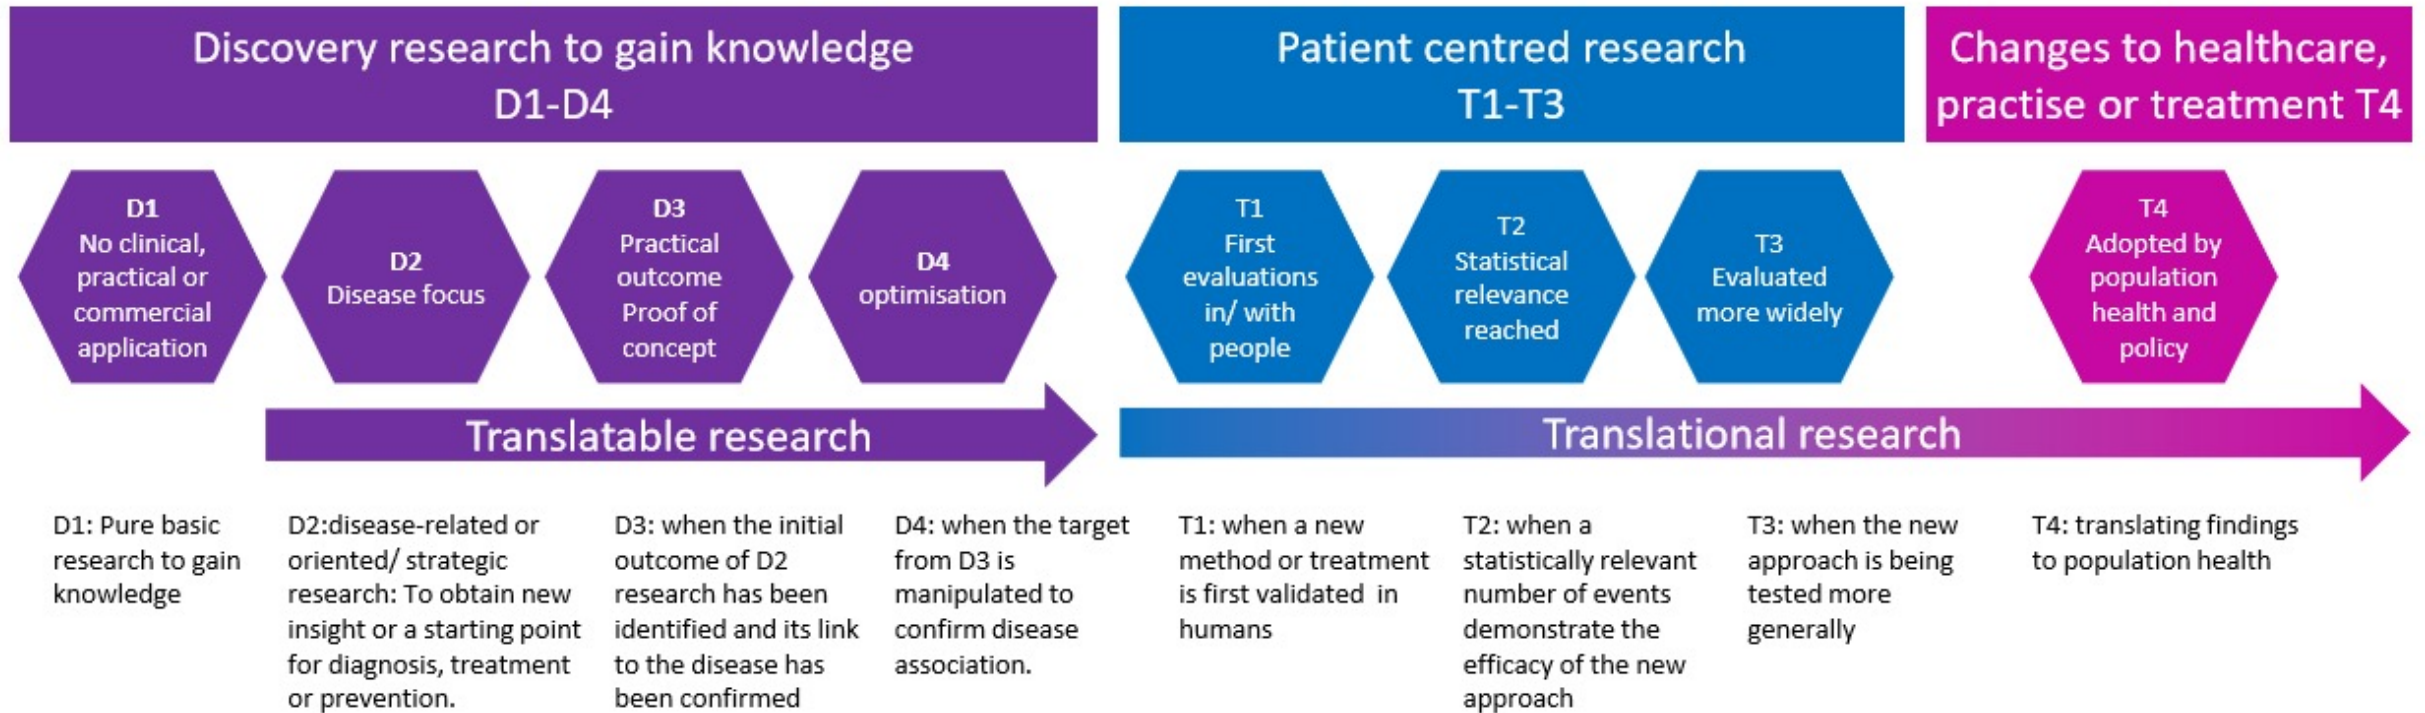 Discovery research to gain knowledge
D1-D4
Patient centred research
T1-T3
Changes to healthcare,
practise or treatment T4
D1
No clinical,
practical or
commercial
application
D2
Disease focus
D3
Practical
outcome
Proof of
concept
D4
optimisation
T1
First
evaluations
in/ with
people
T2
Statistical
relevance
reached
T3
Evaluated
more widely
T4
Adopted by
population
health and
policy
Translatable research
Translational research
D1: Pure basic
research to gain
knowledge
D2:disease-related or
oriented/ strategic
research: To obtain new
insight or a starting point
for diagnosis, treatment
or prevention.
D3: when the initial
outcome of D2
research has been
identified and its link
to the disease has
been confirmed
D4: when the target
from D3 is
manipulated to
confirm disease
association.
T1: when a new
method or treatment
is first validated  in
humans
T2: when a
statistically relevant
number of events
demonstrate the
efficacy of the new
approach
T3: when the new
approach is being
tested more
generally
T4: translating findings
to population health